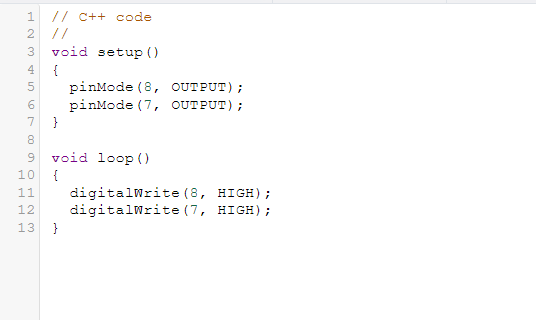 1 // C++ code
2 //
3 void setup()
4 {
5   pinMode(8, OUTPUT);
6   pinMode(7, OUTPUT);
7 }
8
9 void loop()
10 {
11   digitalWrite(8, HIGH);
12   digitalWrite(7, HIGH);
13 }